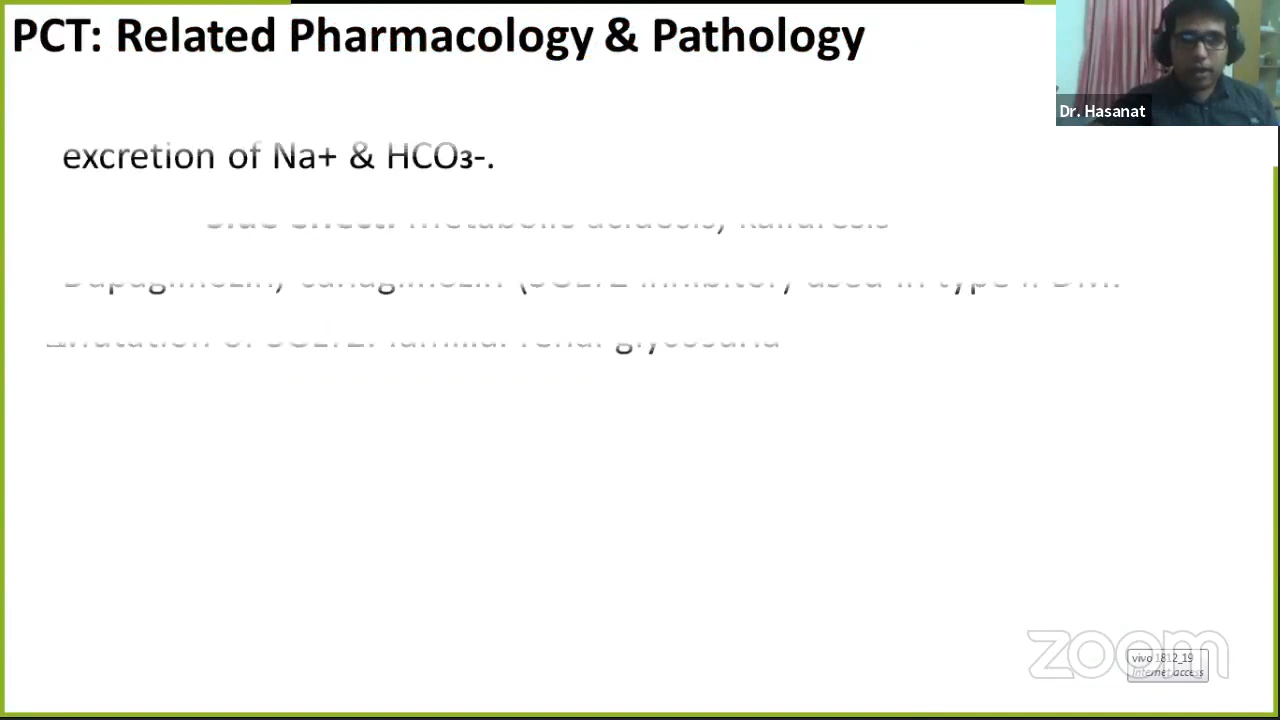 PCT: Related Pharmacology & Pathology
Dr. Hasanat
excretion of Na+ & HCO₃-.
Side effect: metabolic acidosis, kaliuresis
Dapagliflozin, canagliflozin (SGLT2 inhibitor) used in type II DM.
Mutation of SGLT2: familial renal glycosuria
zoom
vivo 1812_19
Internet access